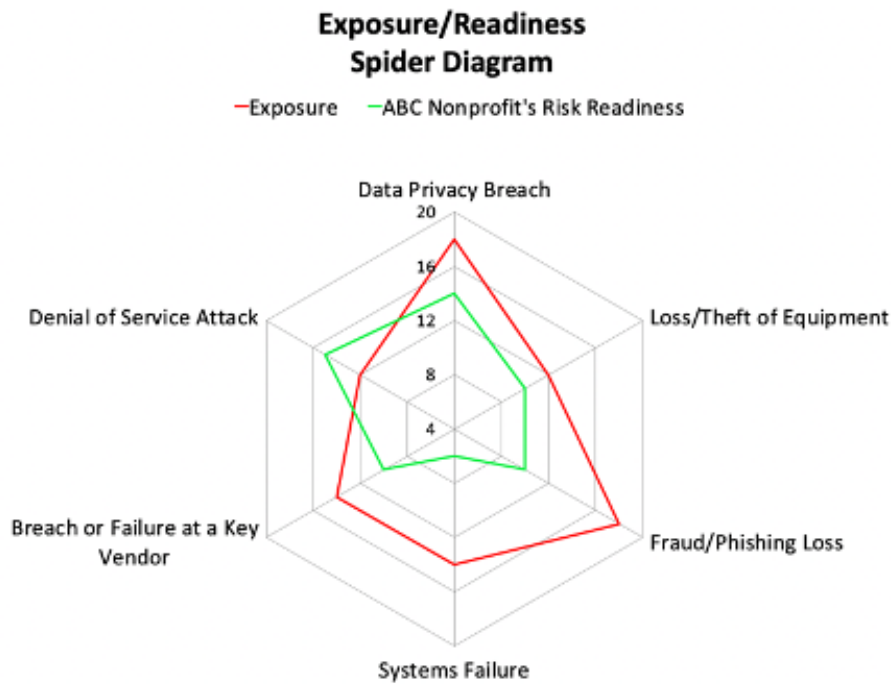 Exposure/Readiness
Spider Diagram
Exposure
ABC Nonprofit's Risk Readiness
Data Privacy Breach
20
16
12
8
4
Denial of Service Attack
Loss/Theft of Equipment
Breach or Failure at a Key
Vendor
Fraud/Phishing Loss
Systems Failure